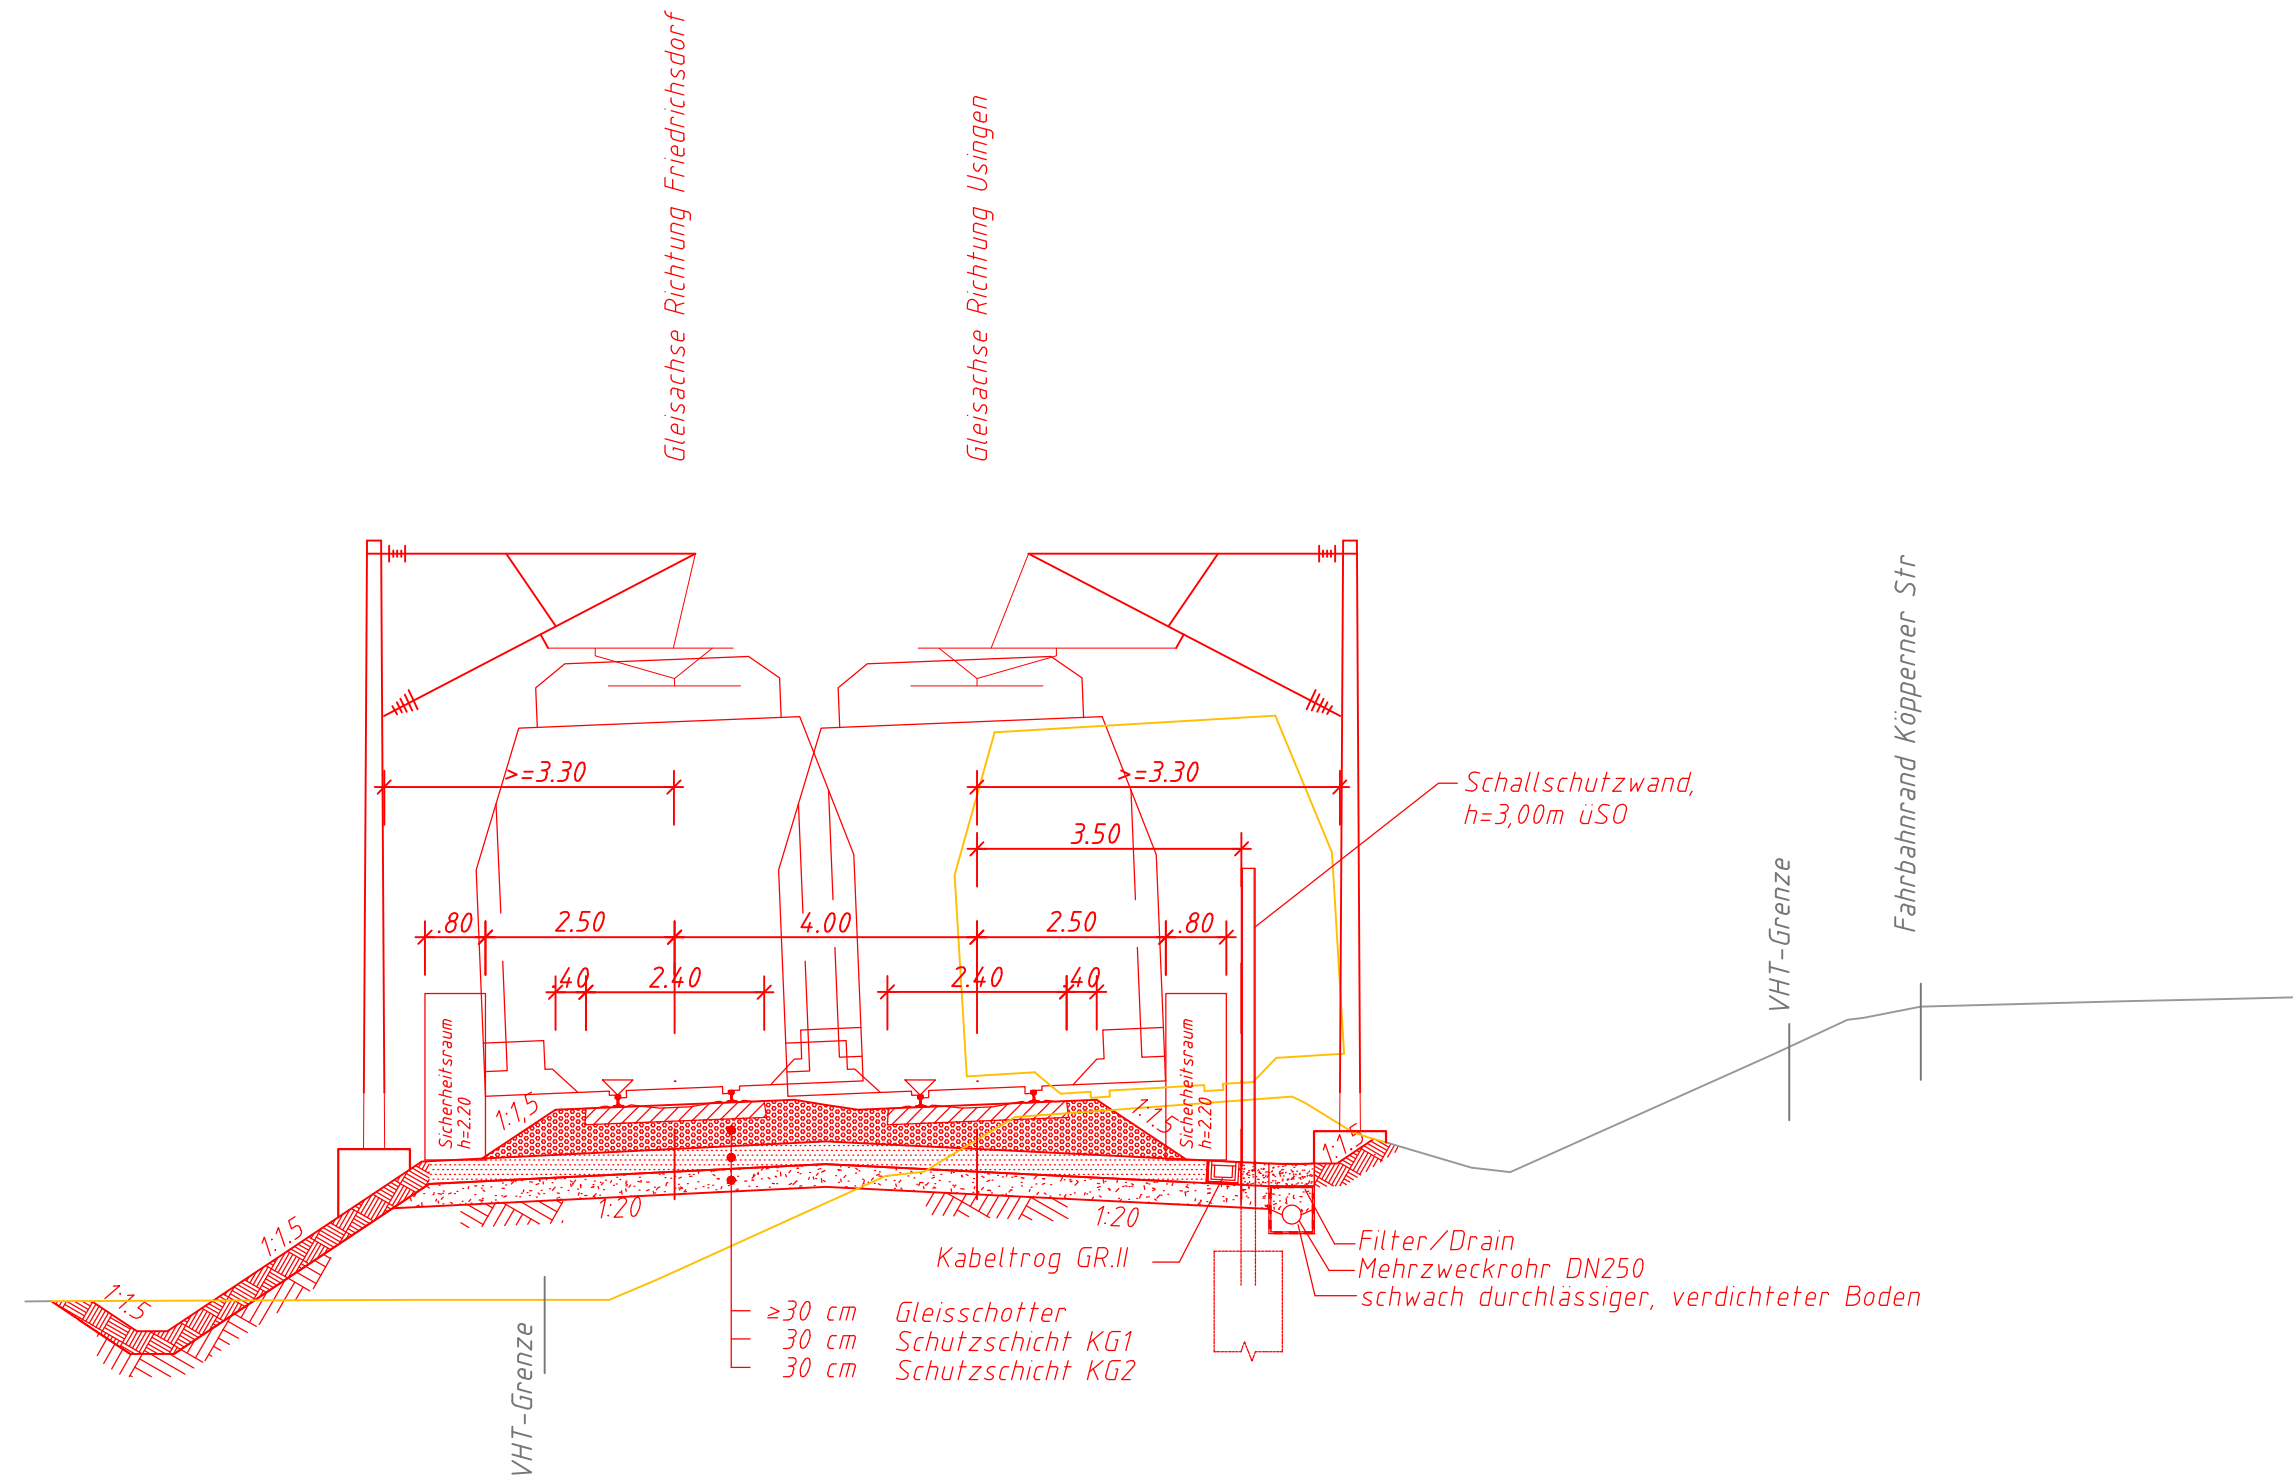 Gleisachse Richtung Friedrichsdorf
Gleisachse Richtung Usingen
Fahrbahnrand Köpperner Str
VHT-Grenze
>=3.30
>=3.30
Schallschutzwand,
h=3,00m üSO
3.50
.80
2.50
4.00
2.50
.80
.40
2.40
2.40
.40
Sicherheitsraum
h=2.20
Sicherheitsraum
h=2.20
1:1.5
1:1.5
1:1.5
1:1.5
1:1.5
1:20
1:20
Kabeltrog GR.II
Filter/Drain
Mehrzweckrohr DN250
schwach durchlässiger, verdichteter Boden
≥30 cm Gleisschotter
30 cm Schutzschicht KG1
30 cm Schutzschicht KG2
VHT-Grenze